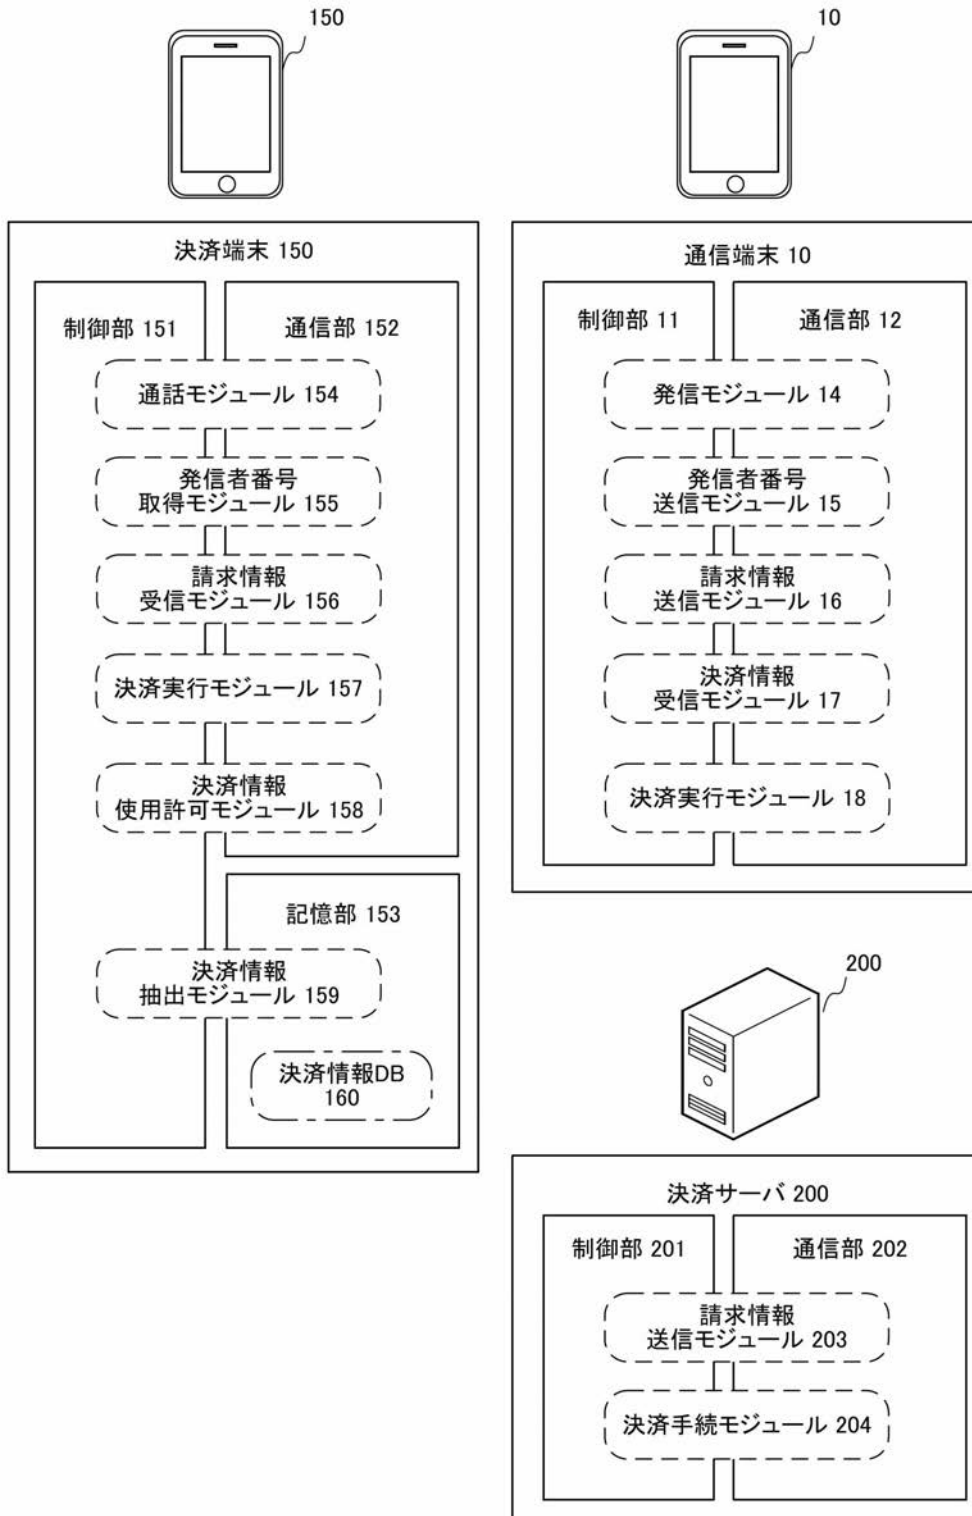 150
決済端末 150
制御部 151
通信部 152
通話モジュール 154
発信者番号
取得モジュール 155
請求情報
受信モジュール 156
決済実行モジュール 157
決済情報
使用許可モジュール 158
記憶部 153
決済情報
抽出モジュール 159
決済情報DB
160
10
通信端末 10
制御部 11
通信部 12
発信モジュール 14
発信者番号
送信モジュール 15
請求情報
送信モジュール 16
決済情報
受信モジュール 17
決済実行モジュール 18
200
決済サーバ 200
制御部 201
通信部 202
請求情報
送信モジュール 203
決済手続モジュール 204